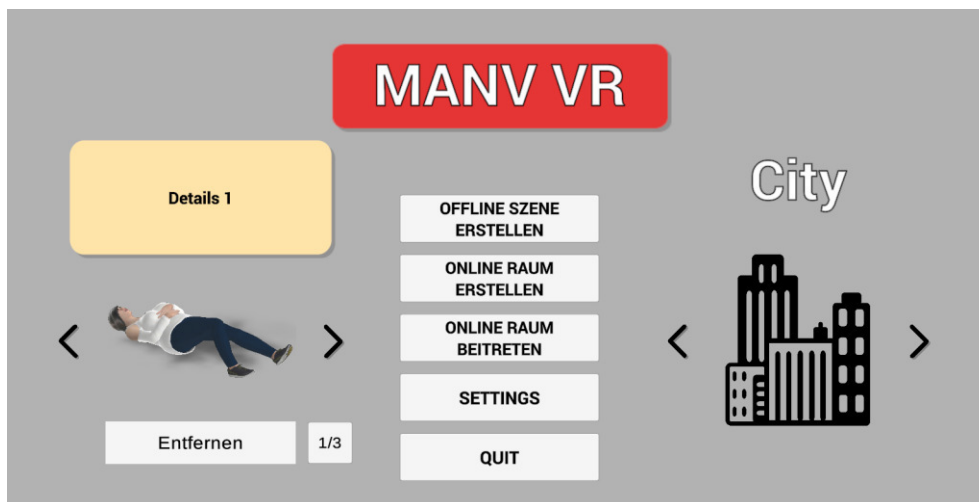 MANV VR
Details 1
City
OFFLINE SZENE
ERSTELLEN
ONLINE RAUM
ERSTELLEN
ONLINE RAUM
BEITRETEN
SETTINGS
QUIT
Entfernen
1/3